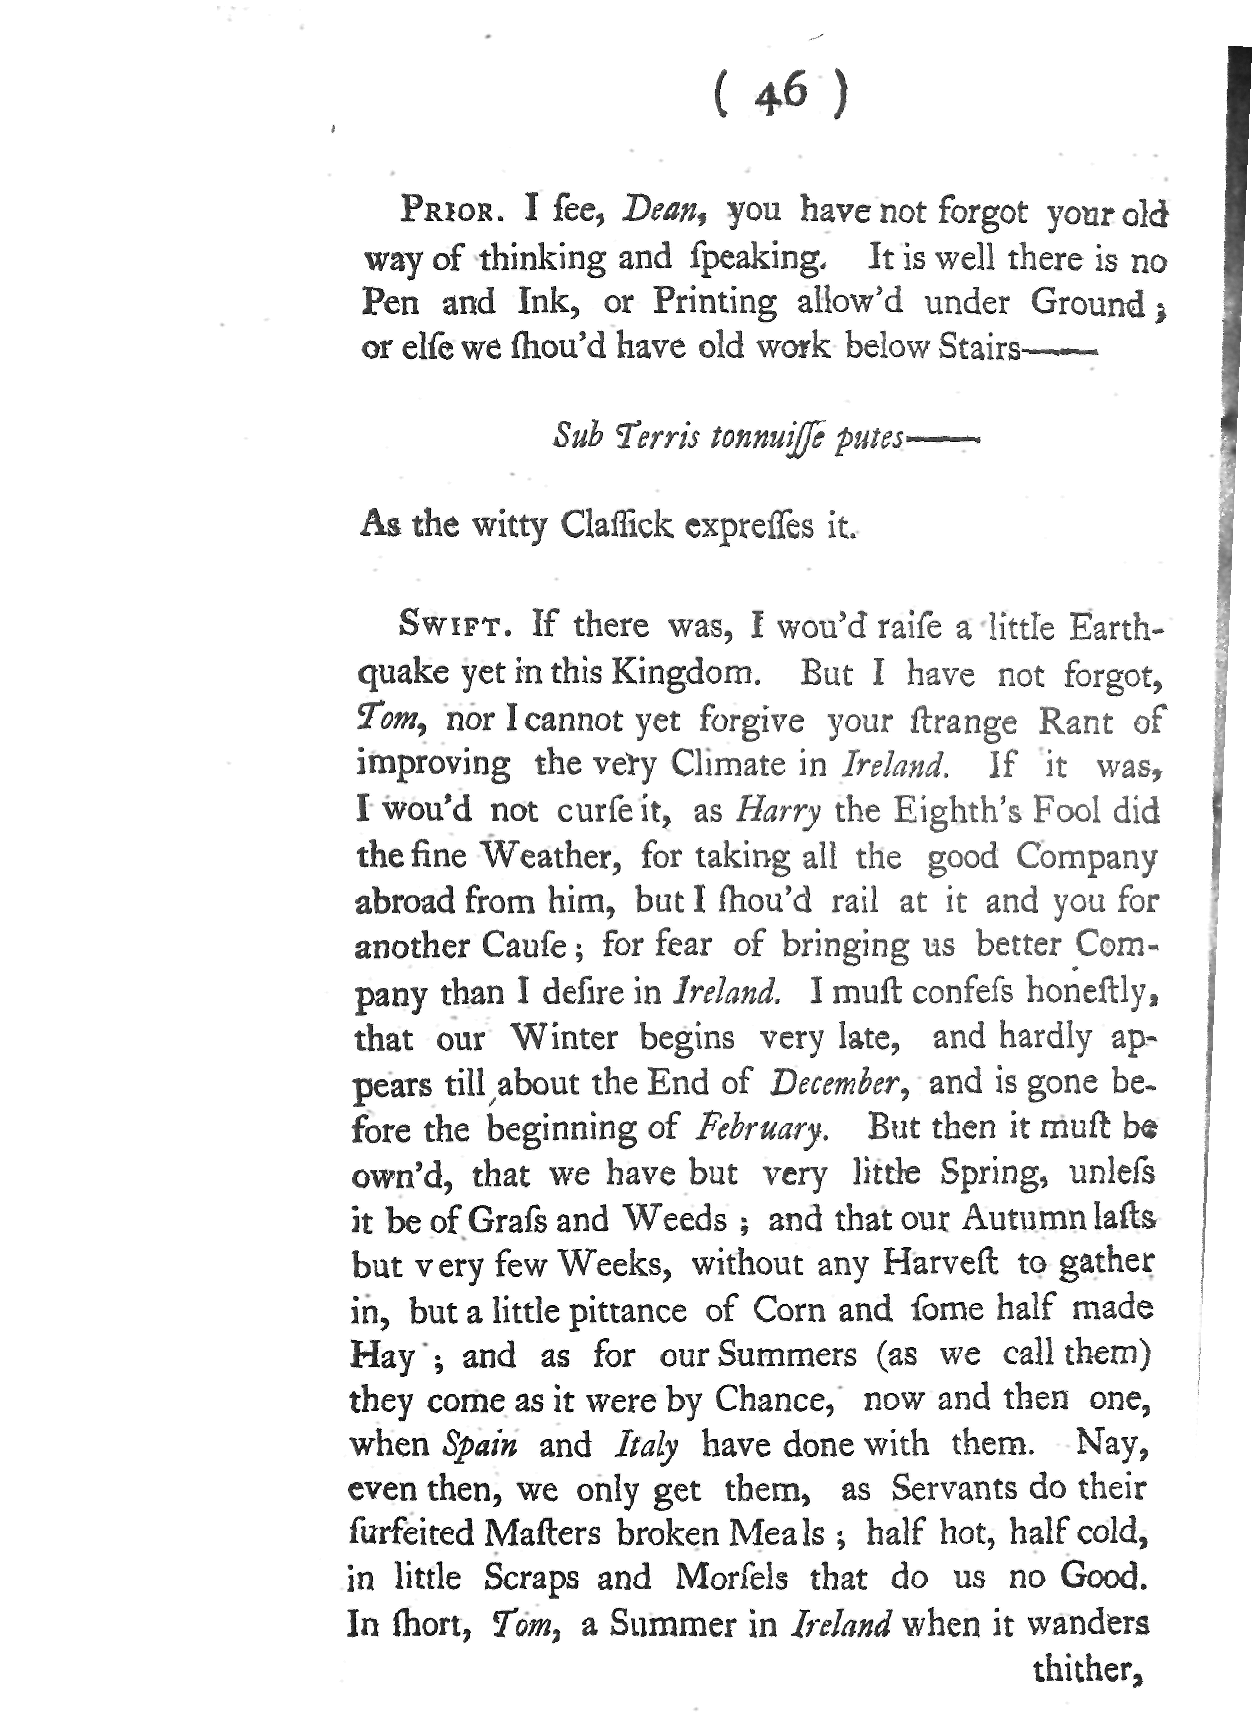 ( 46 )
PRIOR. I ſee, Dean, you have not forgot your old
way of thinking and ſpeaking. It is well there is no
Pen and Ink, or Printing allow'd under Ground ;
or elſe we ſhou'd have old work below Stairs——
Sub Terris tonnuiſſe putes——
As the witty Claſſick expreſſes it.
SWIFT. If there was, I wou'd raiſe a little Earth-
quake yet in this Kingdom. But I have not forgot,
Tom, nor I cannot yet forgive your ſtrange Rant of
improving the very Climate in Ireland. If it was,
I wou'd not curſe it, as Harry the Eighth's Fool did
the fine Weather, for taking all the good Company
abroad from him, but I ſhou'd rail at it and you for
another Cauſe ; for fear of bringing us better Com-
pany than I deſire in Ireland. I muſt confeſs honeſtly,
that our Winter begins very late, and hardly ap-
pears till about the End of December, and is gone be-
fore the beginning of February. But then it muſt be
own'd, that we have but very little Spring, unleſs
it be of Graſs and Weeds ; and that our Autumn laſts
but very few Weeks, without any Harveſt to gather
in, but a little pittance of Corn and ſome half made
Hay ; and as for our Summers (as we call them)
they come as it were by Chance, now and then one,
when Spain and Italy have done with them. Nay,
even then, we only get them, as Servants do their
ſurfeited Maſters broken Meals ; half hot, half cold,
in little Scraps and Morſels that do us no Good.
In ſhort, Tom, a Summer in Ireland when it wanders
thither,